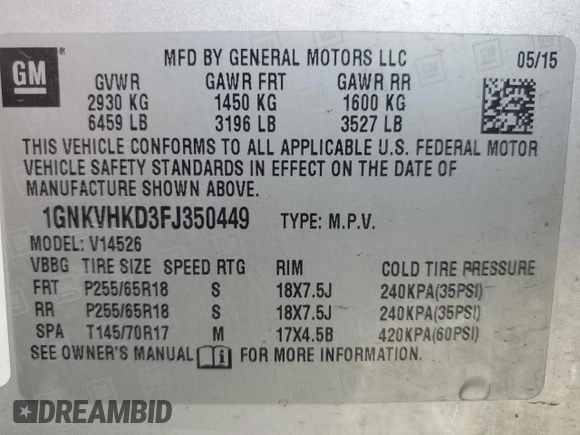 GM
MFD BY GENERAL MOTORS LLC 05/15
GVWR GAWR FRT GAWR RR
2930 KG 1450 KG 1600 KG
6459 LB 3196 LB 3527 LB
THIS VEHICLE CONFORMS TO ALL APPLICABLE U.S. FEDERAL MOTOR
VEHICLE SAFETY STANDARDS IN EFFECT ON THE DATE OF
MANUFACTURE SHOWN ABOVE.
1GNKVHKD3FJ350449 TYPE: M.P.V.
MODEL: V14526
VBBG TIRE SIZE SPEED RTG RIM COLD TIRE PRESSURE
FRT P255/65R18 S 18X7.5J 240KPA(35PSI)
RR P255/65R18 S 18X7.5J 240KPA(35PSI)
SPA T145/70R17 M 17X4.5B 420KPA(60PSI)
SEE OWNER'S MANUAL FOR MORE INFORMATION.
DREAMBID